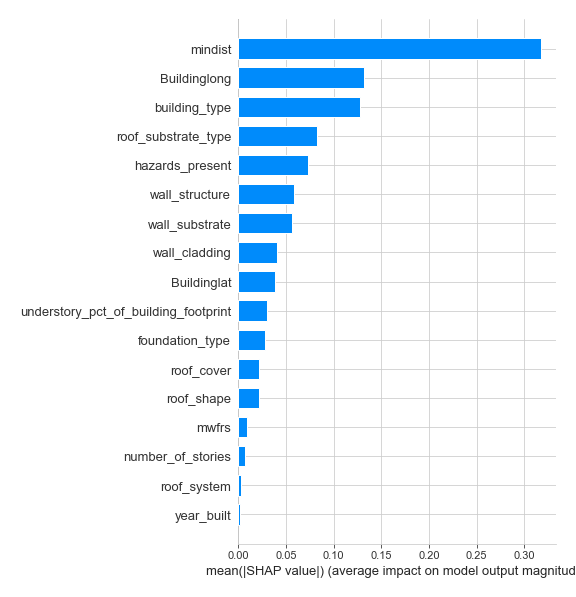 mindist
Buildinglong
building_type
roof_substrate_type
hazards_present
wall_structure
wall_substrate
wall_cladding
Buildinglat
understory_pct_of_building_footprint
foundation_type
roof_cover
roof_shape
mwfrs
number_of_stories
roof_system
year_built
0.00 0.05 0.10 0.15 0.20 0.25 0.30
mean(|SHAP value|) (average impact on model output magnitud